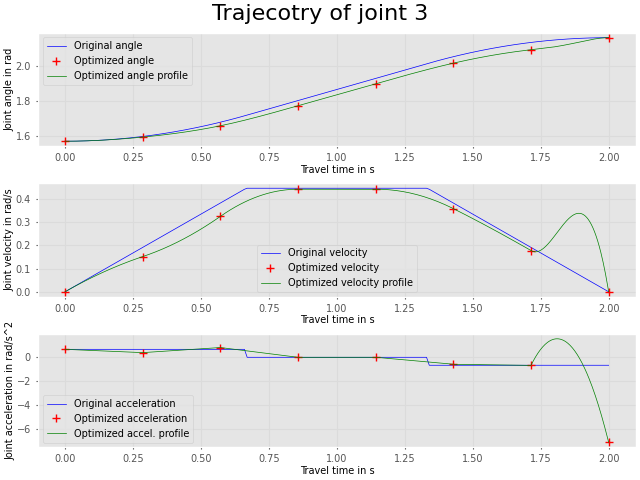 Trajecotry of joint 3
Joint angle in rad
2.0
1.8
1.6
Original angle
Optimized angle
Optimized angle profile
0.00 0.25 0.50 0.75 1.00 1.25 1.50 1.75 2.00
Travel time in s
Joint velocity in rad/s
0.4
0.3
0.2
0.1
0.0
Original velocity
Optimized velocity
Optimized velocity profile
0.00 0.25 0.50 0.75 1.00 1.25 1.50 1.75 2.00
Travel time in s
Joint acceleration in rad/s^2
0
−2
−4
−6
Original acceleration
Optimized acceleration
Optimized accel. profile
0.00 0.25 0.50 0.75 1.00 1.25 1.50 1.75 2.00
Travel time in s